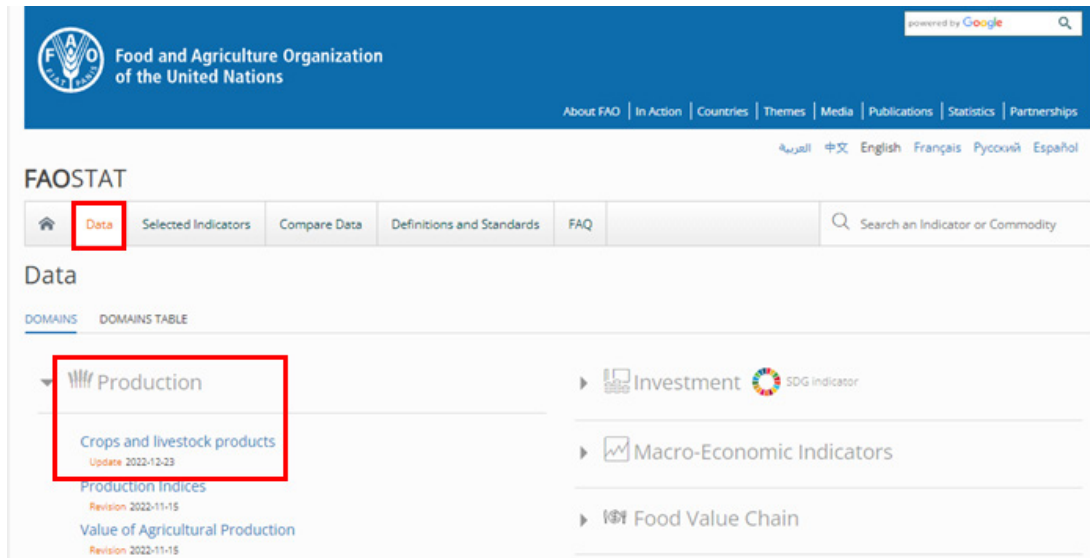 powered by Google
FAO
FIAT PANIS
Food and Agriculture Organization
of the United Nations
About FAO | In Action | Countries | Themes | Media | Publications | Statistics | Partnerships
العربية 中文 English Français Русский Español
FAOSTAT
Data Selected Indicators Compare Data Definitions and Standards FAQ Search an Indicator or Commodity
Data
DOMAINS DOMAINS TABLE
Production
Investment SDG indicator
Crops and livestock products
Update 2022-12-23
Macro-Economic Indicators
Production Indices
Revision 2022-11-15
Food Value Chain
Value of Agricultural Production
Revision 2022-11-15